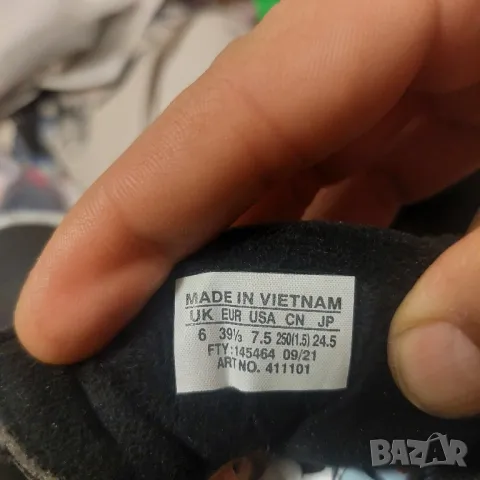 MADE IN VIETNAM
UK EUR USA CN JP
6 39⅓ 7.5 250(1.5) 24.5
FTY:145464 09/21
ART NO. 411101
BAZAR